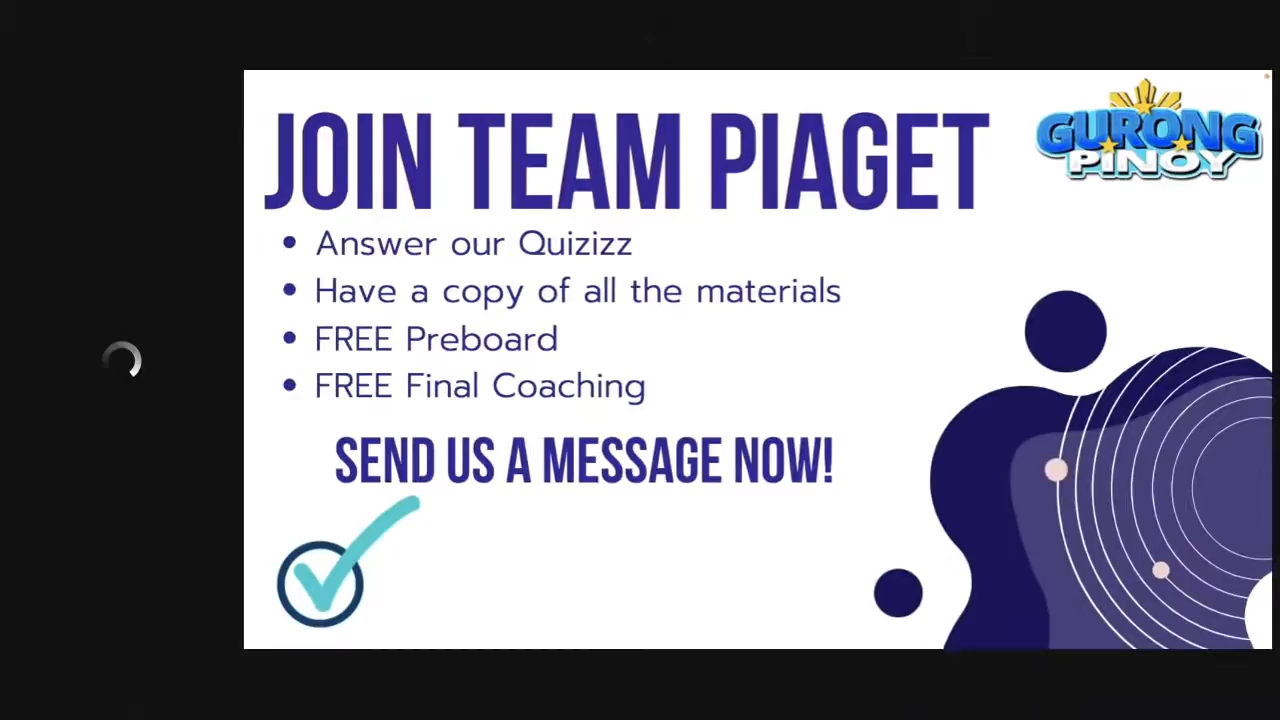 JOIN TEAM PIAGET
GURONG
PINOY
• Answer our Quizizz
• Have a copy of all the materials
• FREE Preboard
• FREE Final Coaching
SEND US A MESSAGE NOW!